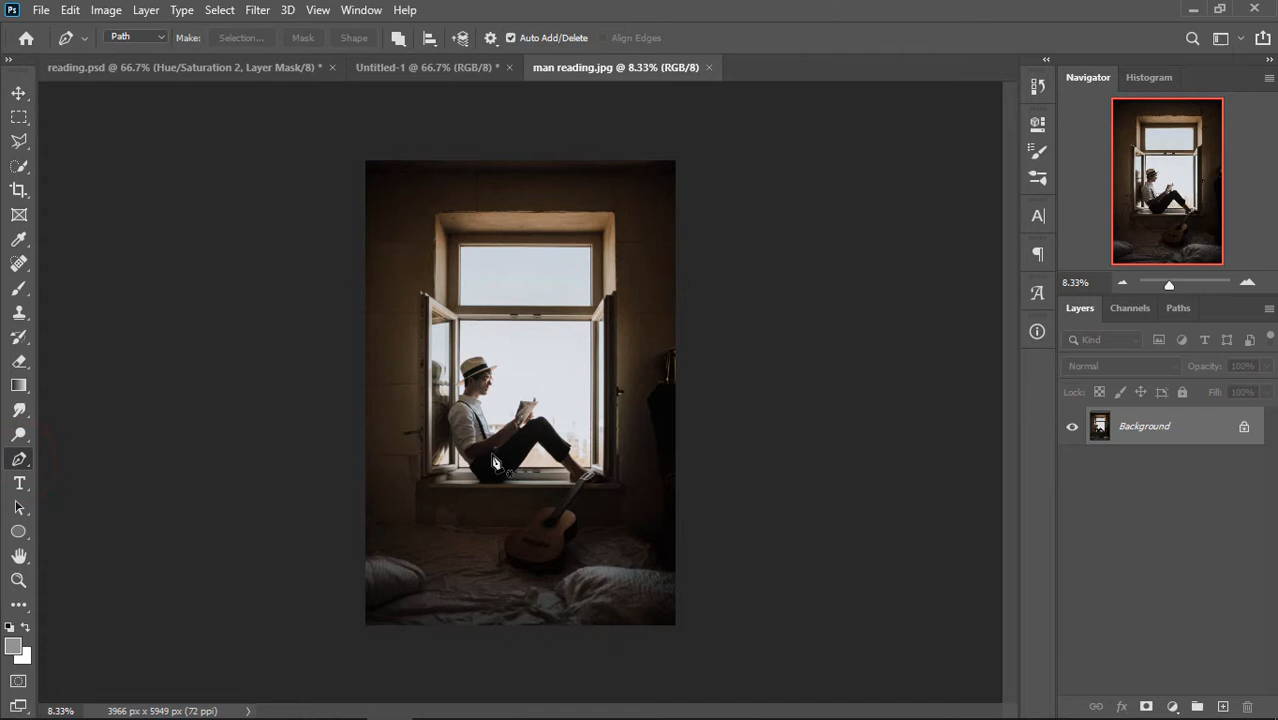 Ps File Edit Image Layer Type Select Filter 3D View Window Help
Path Make: Selection... Mask Shape Auto Add/Delete Align Edges
reading.psd @ 66.7% (Hue/Saturation 2, Layer Mask/8) * × Untitled-1 @ 66.7% (RGB/8) * × man reading.jpg @ 8.33% (RGB/8) ×
Navigator Histogram
8.33%
Layers Channels Paths
Kind
Normal Opacity: 100%
Lock: Fill: 100%
Background
8.33% 3966 px x 5949 px (72 ppi)